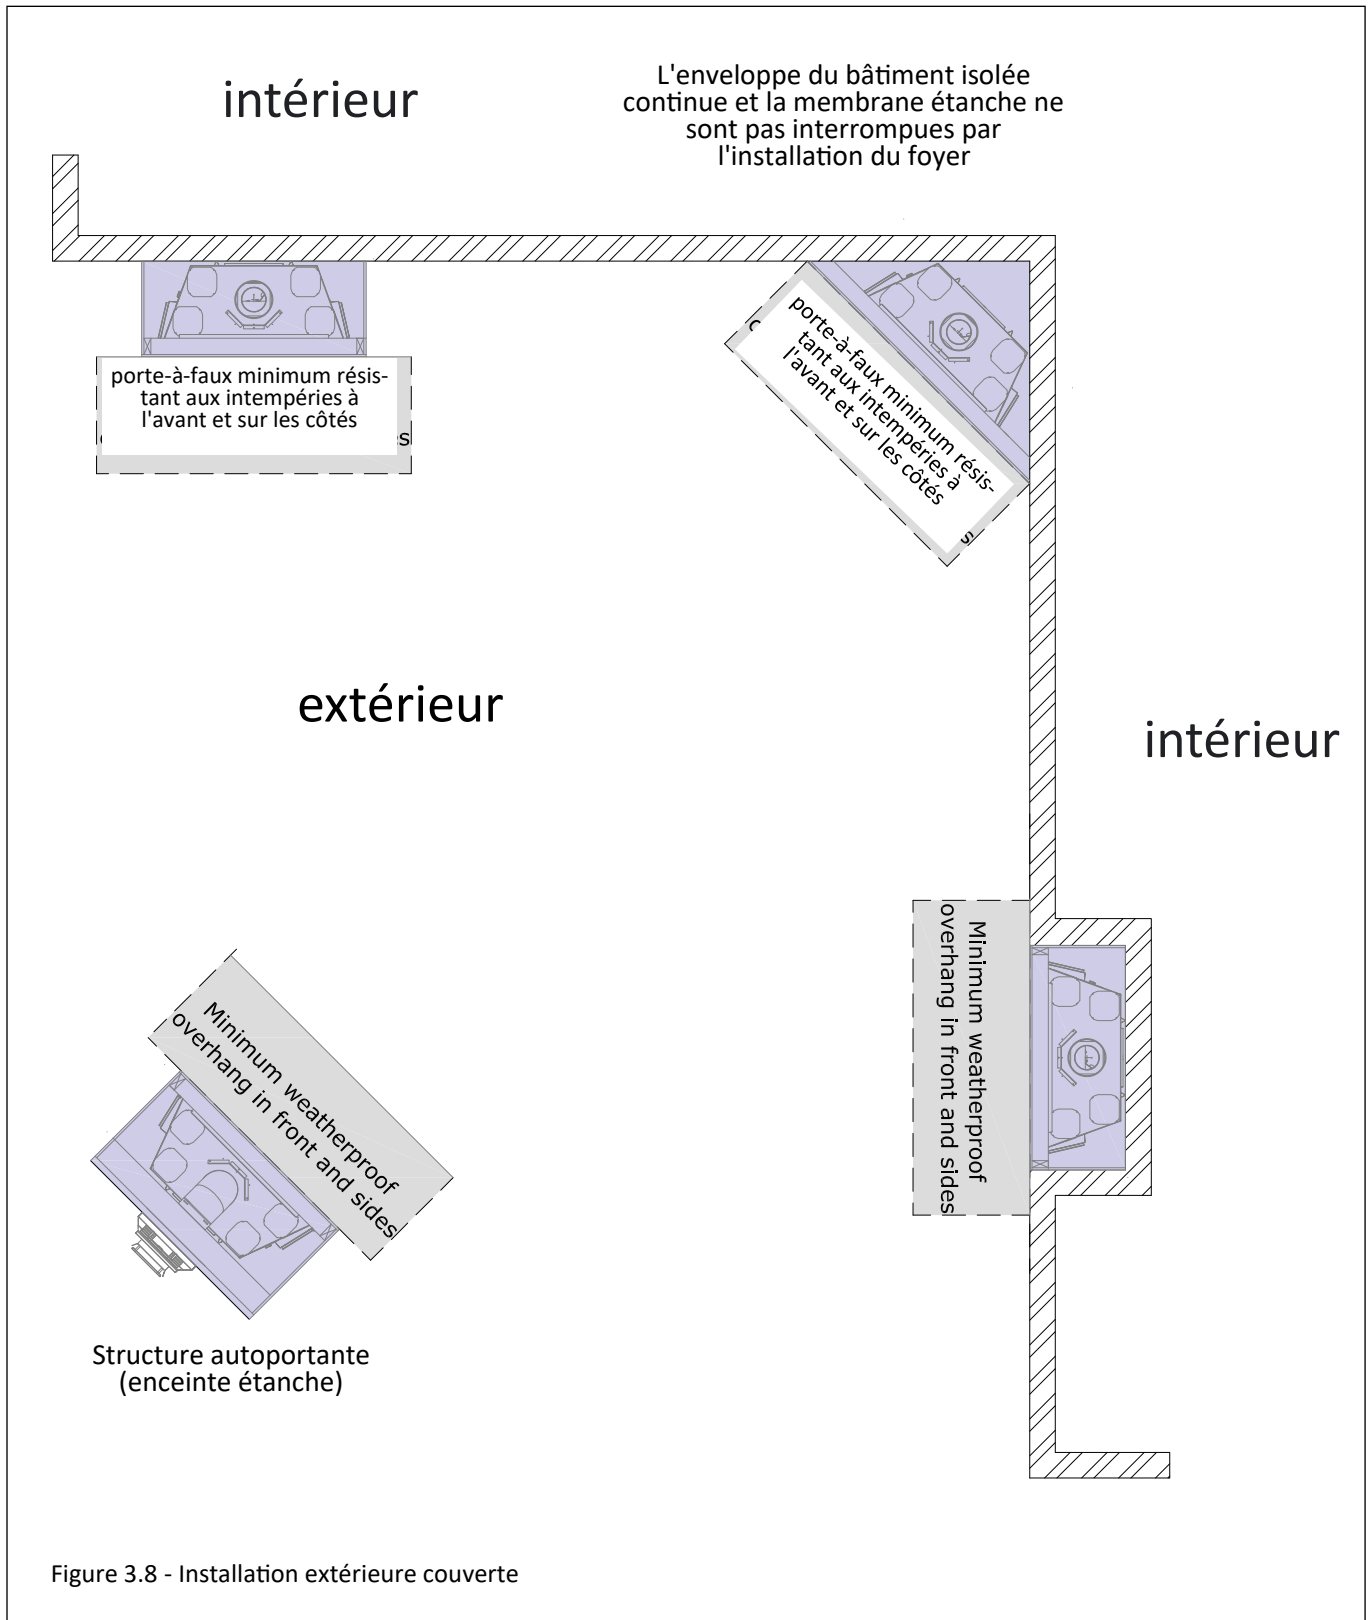 intérieur
L'enveloppe du bâtiment isolée
continue et la membrane étanche ne
sont pas interrompues par
l'installation du foyer
porte-à-faux minimum résis-
tant aux intempéries à
l'avant et sur les côtés
s
porte-à-faux minimum résis-
tant aux intempéries à
l'avant et sur les côtés
s
extérieur
intérieur
Minimum weatherproof
overhang in front and sides
Minimum weatherproof
overhang in front and sides
Structure autoportante
(enceinte étanche)
Figure 3.8 - Installation extérieure couverte